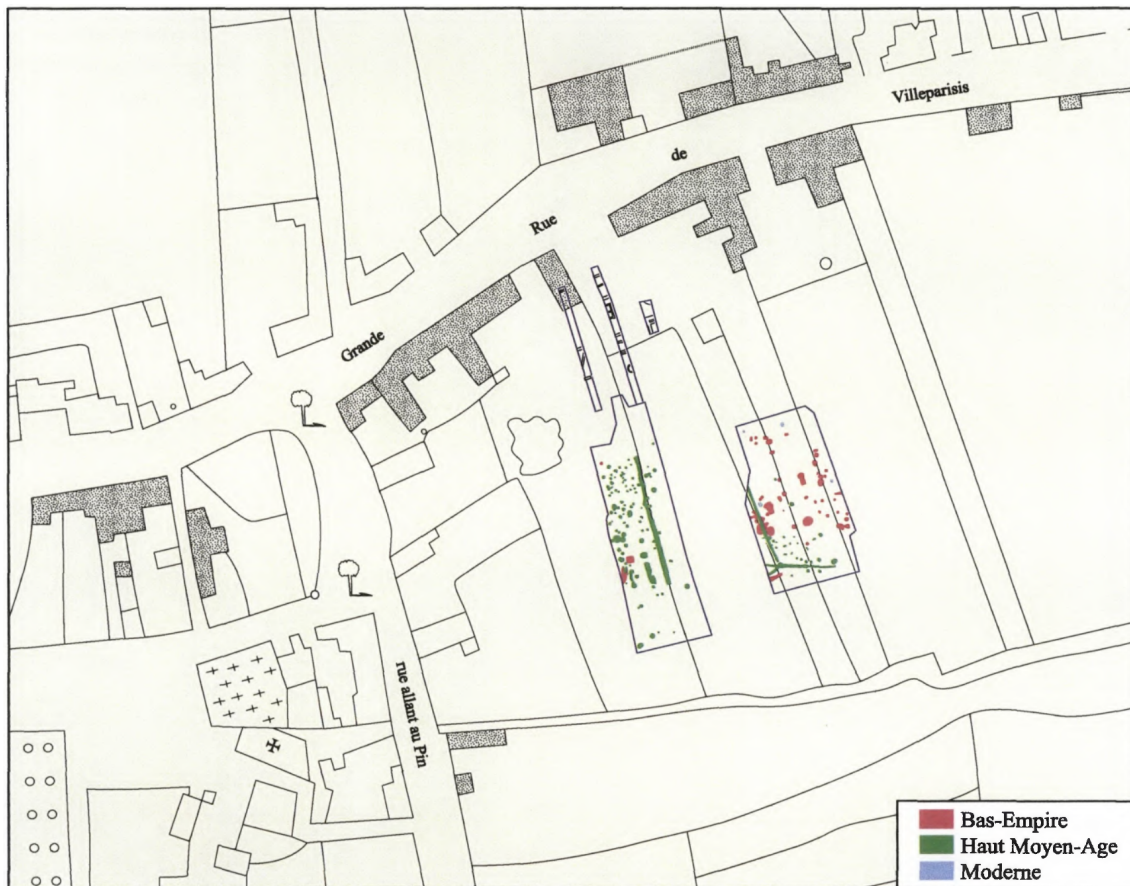 Grande Rue de Villeparisis
rue allant au Pin
Bas-Empire
Haut Moyen-Age
Moderne